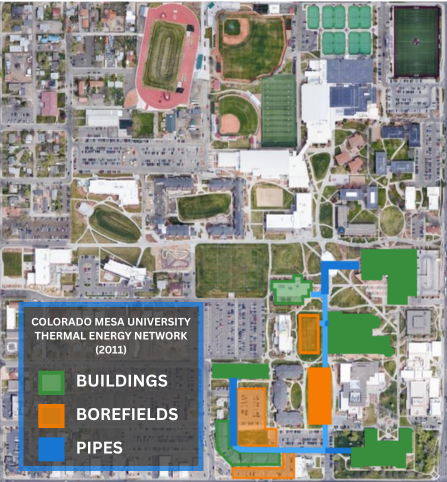 COLORADO MESA UNIVERSITY
THERMAL ENERGY NETWORK
(2011)
BUILDINGS
BOREFIELDS
PIPES